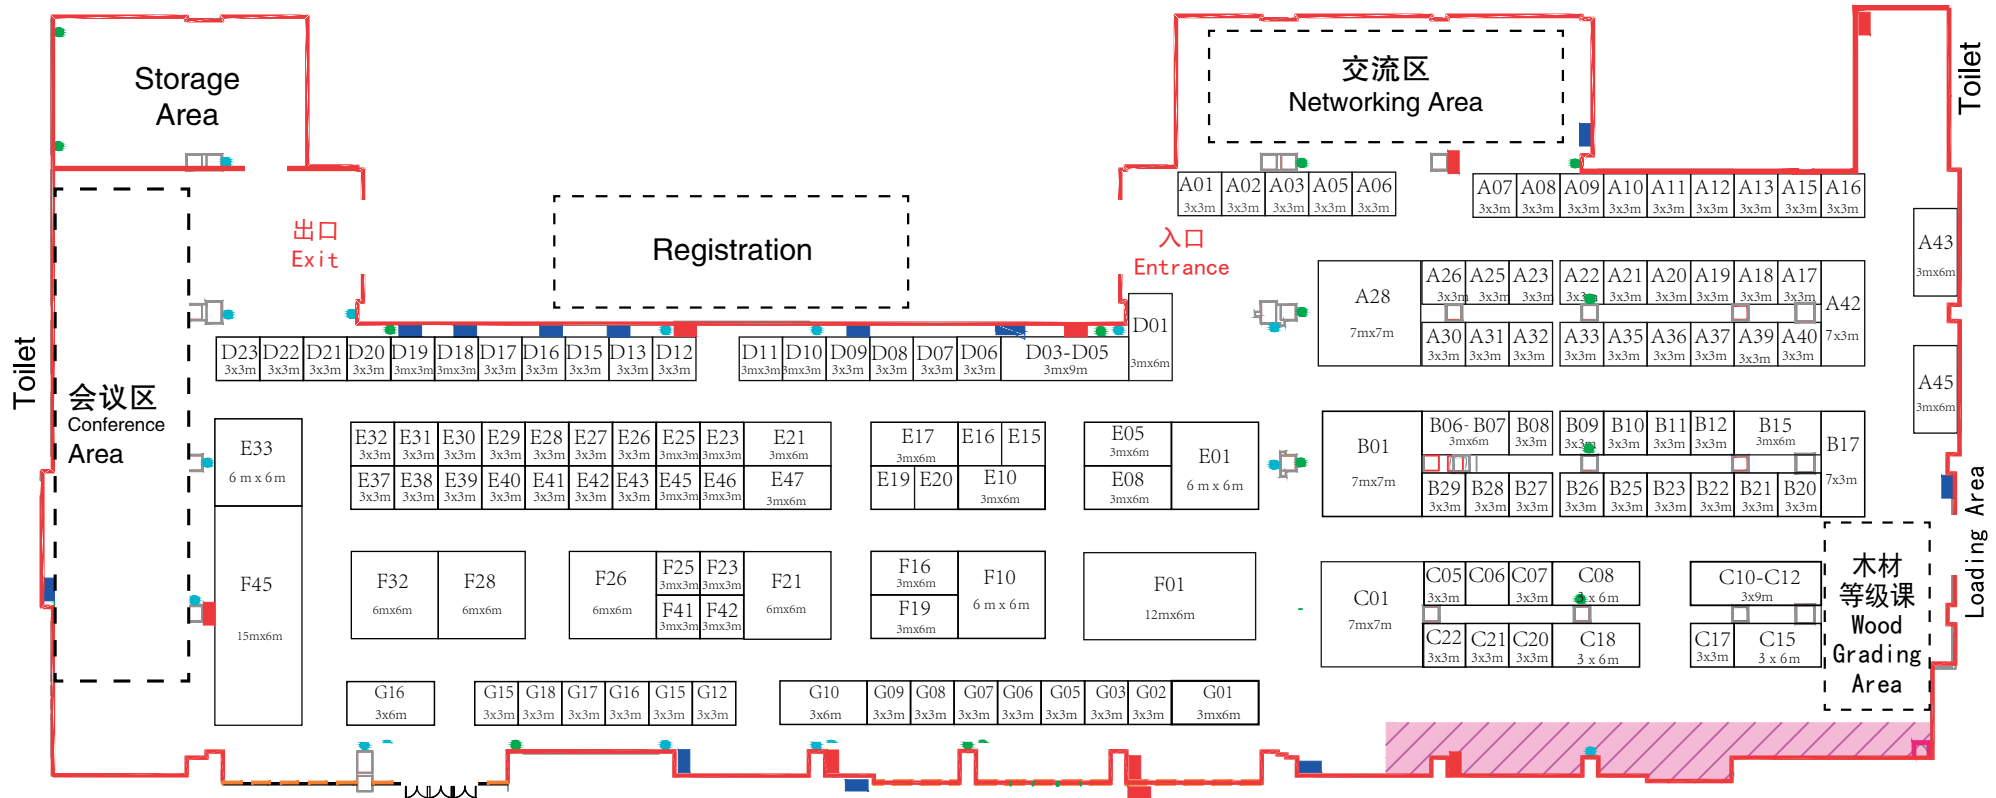 Storage
Area
交流区
Networking Area
Toilet
A01 A02 A03 A05 A06
3x3m 3x3m 3x3m 3x3m 3x3m
A07 A08 A09 A10 A11 A12 A13 A15 A16
3x3m 3x3m 3x3m 3x3m 3x3m 3x3m 3x3m 3x3m 3x3m
出口
Exit
Registration
入口
Entrance
A43
3mx6m
A28
7mx7m
A26 A25 A23 A22 A21 A20 A19 A18 A17
3x3m 3x3m 3x3m 3x3m 3x3m 3x3m 3x3m 3x3m 3x3m
A42
7x3m
A30 A31 A32 A33 A35 A36 A37 A39 A40
3x3m 3x3m 3x3m 3x3m 3x3m 3x3m 3x3m 3x3m 3x3m
D01
3mx6m
D23 D22 D21 D20 D19 D18 D17 D16 D15 D13 D12
3x3m 3x3m 3x3m 3x3m 3mx3m 3mx3m 3x3m 3x3m 3x3m 3x3m 3x3m
D11 D10 D09 D08 D07 D06 D03-D05
3mx3m 3mx3m 3x3m 3x3m 3x3m 3x3m 3mx9m
A45
3mx6m
Toilet
会议区
Conference
Area
E33
6 m x 6m
E32 E31 E30 E29 E28 E27 E26 E25 E23 E21
3x3m 3x3m 3x3m 3x3m 3x3m 3x3m 3x3m 3mx3m 3mx3m 3mx6m
E37 E38 E39 E40 E41 E42 E43 E45 E46 E47
3x3m 3x3m 3x3m 3x3m 3x3m 3x3m 3x3m 3mx3m 3mx3m 3mx6m
E17 E16 E15
3mx6m
E19 E20 E10
3mx6m
E05
3mx6m
E08
3mx6m
E01
6 m x 6m
B01
7mx7m
B06- B07 B08 B09 B10 B11 B12 B15
3mx6m 3x3m 3x3m 3x3m 3x3m 3x3m 3mx6m
B17
7x3m
B29 B28 B27 B26 B25 B23 B22 B21 B20
3x3m 3x3m 3x3m 3x3m 3x3m 3x3m 3x3m 3x3m 3x3m
Loading Area
F45
15mx6m
F32 F28
6mx6m 6mx6m
F26
6mx6m
F25 F23
3mx3m 3mx3m
F41 F42
3mx3m 3mx3m
F21
6mx6m
F16
3mx6m
F19
3mx6m
F10
6 m x 6m
F01
12mx6m
C01
7mx7m
C05 C06 C07 C08
3x3m 3x3m 3 x 6m
C10-C12
3x9m
C22 C21 C20 C18
3x3m 3x3m 3x3m 3 x 6m
C17 C15
3x3m 3 x 6m
木材
等级课
Wood
Grading
Area
G16
3x6m
G15 G18 G17 G16 G15 G12
3x3m 3x3m 3x3m 3x3m 3x3m 3x3m
G10 G09 G08 G07 G06 G05 G03 G02 G01
3x6m 3x3m 3x3m 3x3m 3x3m 3x3m 3x3m 3x3m 3mx6m